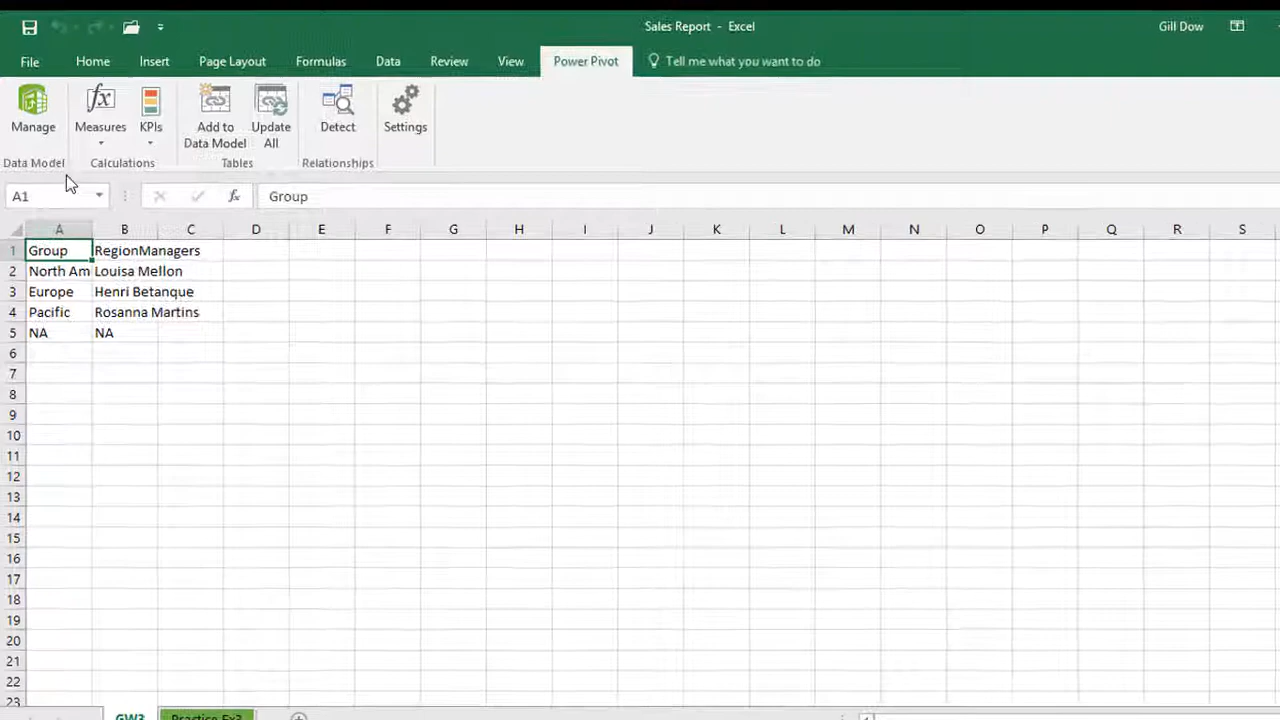 Sales Report - Excel
Gill Dow
File Home Insert Page Layout Formulas Data Review View Power Pivot Tell me what you want to do
Manage
Measures
KPIs
Add to
Data Model
Update
All
Detect
Settings
Data Model
Calculations
Tables
Relationships
A1
fx
Group
A B C D E F G H I J K L M N O P Q R S
1 Group RegionManagers
2 North Am Louisa Mellon
3 Europe Henri Betanque
4 Pacific Rosanna Martins
5 NA NA
6
7
8
9
10
11
12
13
14
15
16
17
18
19
20
21
22
23
GW3 Practice Ex3